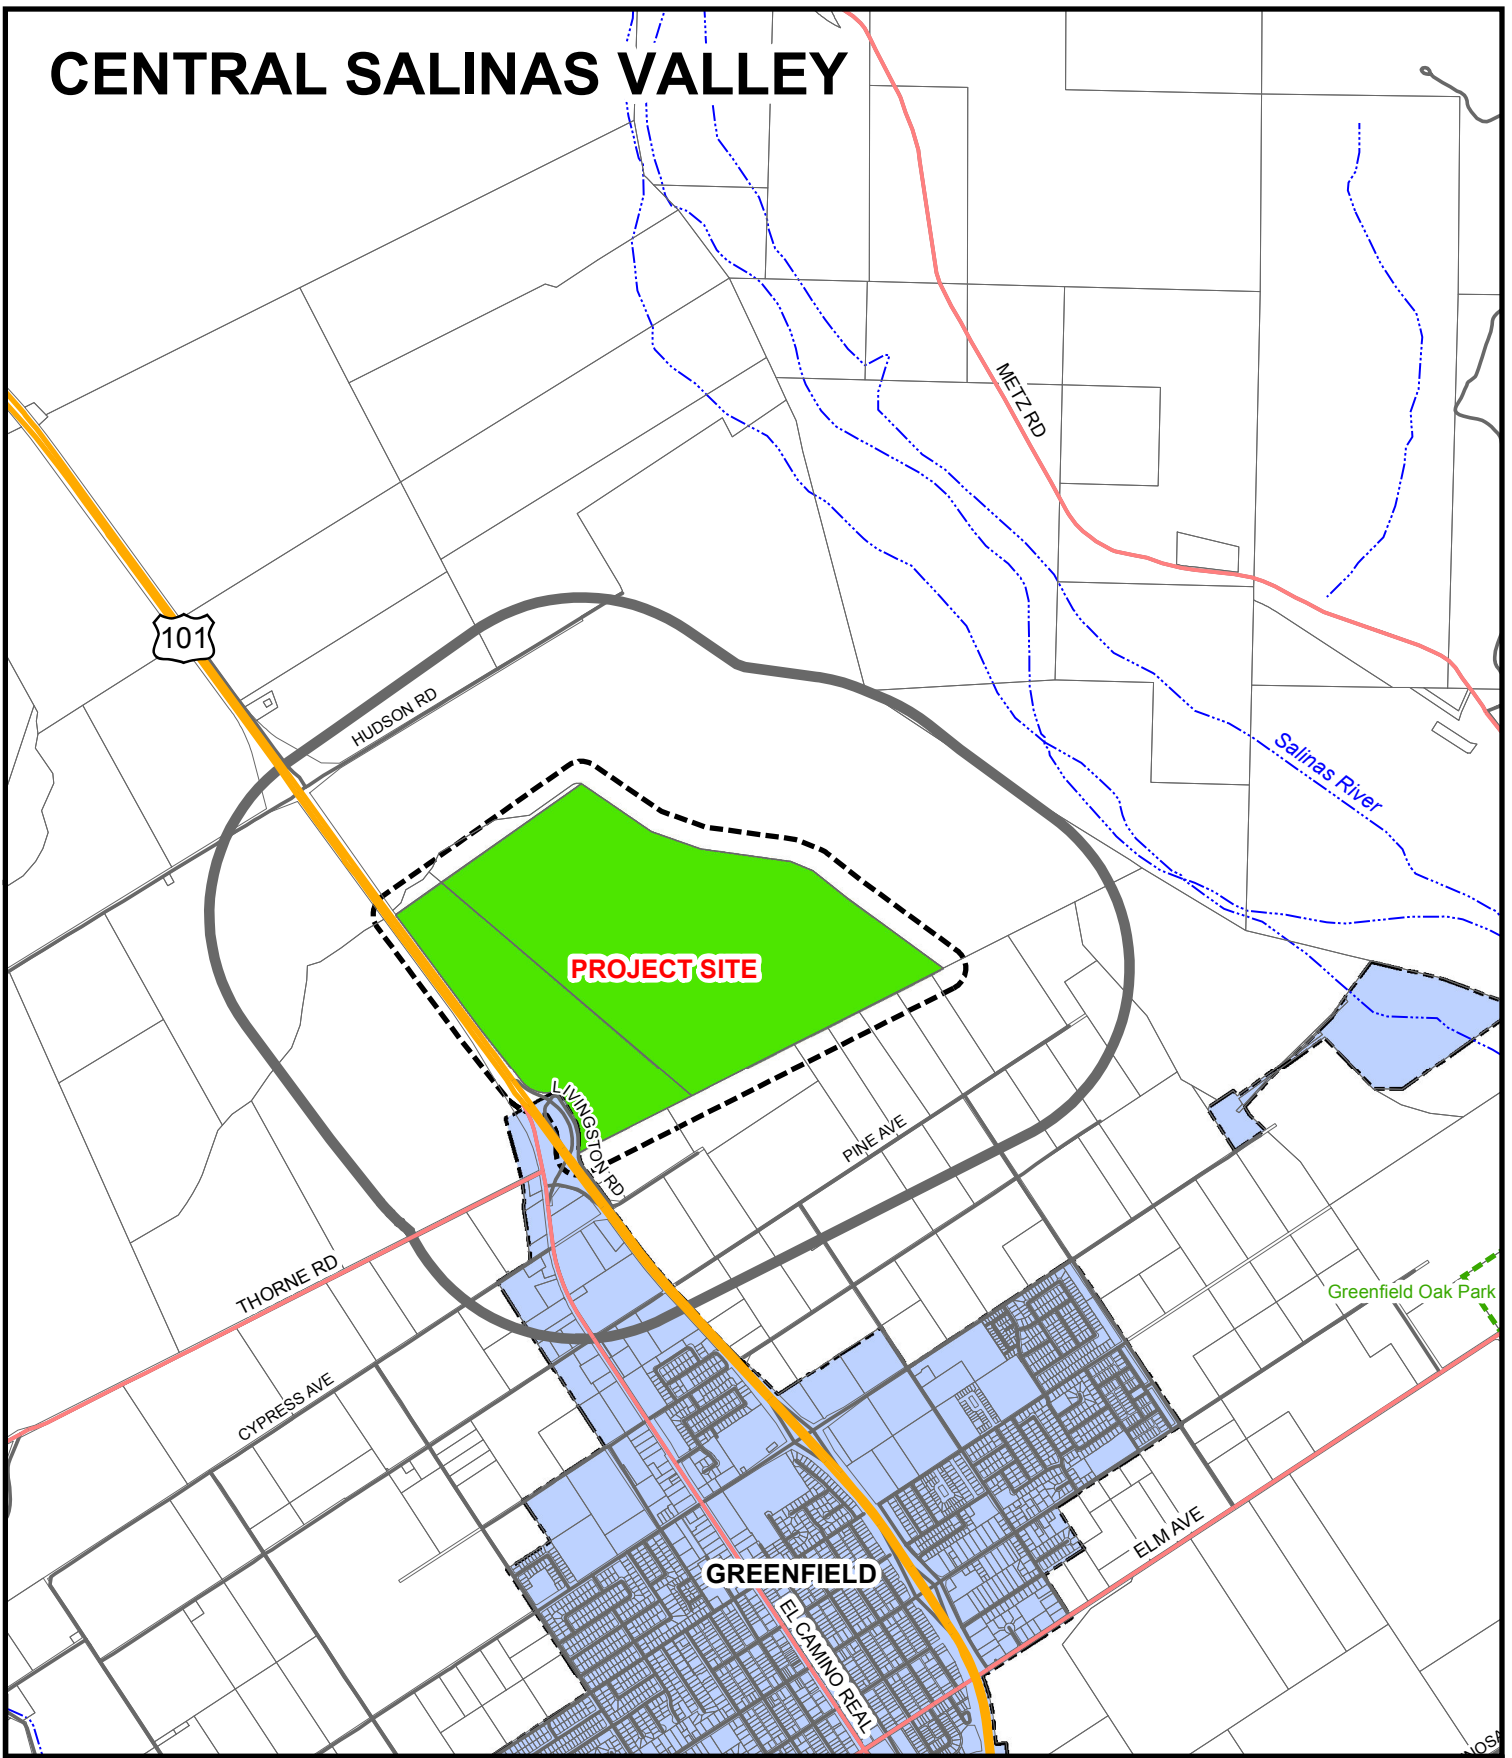 CENTRAL SALINAS VALLEY
METZ RD
101
HUDSON RD
Salinas River
PROJECT SITE
LIVINGSTON RD
PINE AVE
THORNE RD
Greenfield Oak Park
CYPRESS AVE
ELM AVE
GREENFIELD
EL CAMINO REAL